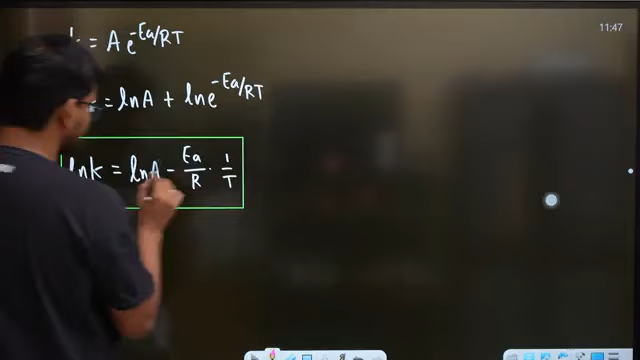 11:47
= A e^-Ea/RT
= lnA + lne^-Ea/RT
lnk = lnA - Ea/R · 1/T